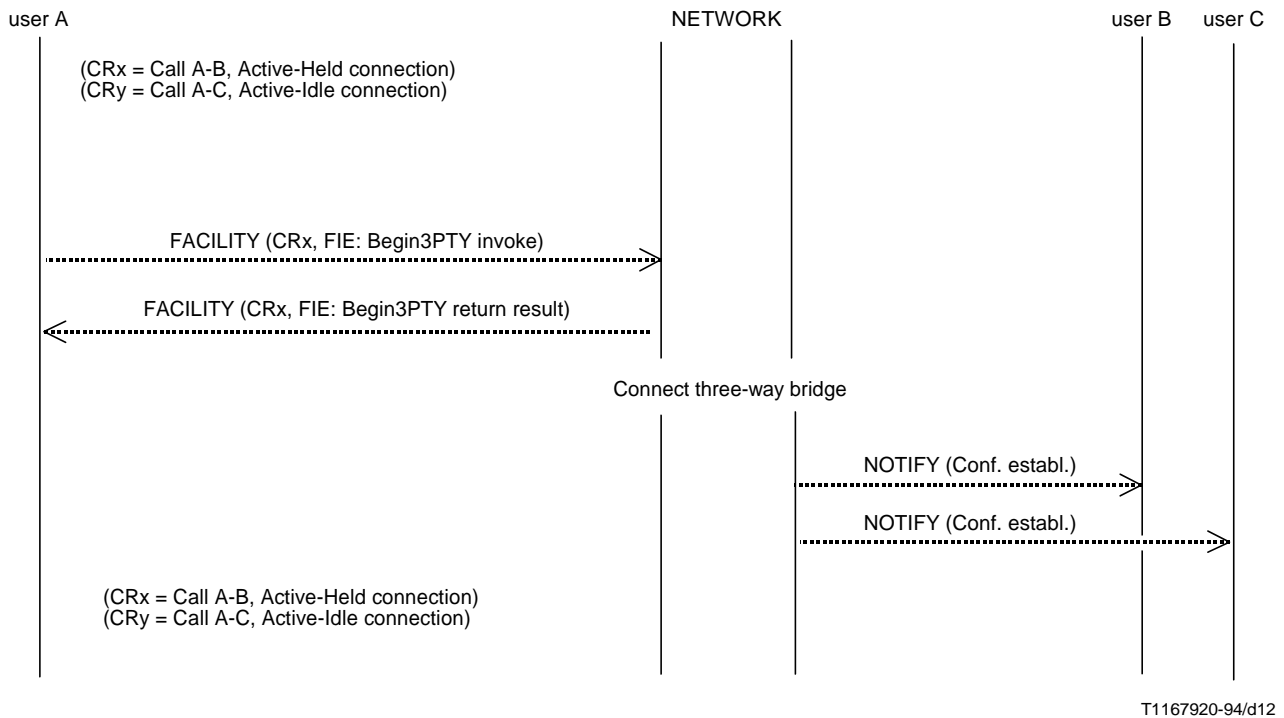 user A
NETWORK
user B
user C
(CRx = Call A-B, Active-Held connection)
(CRy = Call A-C, Active-Idle connection)
FACILITY (CRx, FIE: Begin3PTY invoke)
FACILITY (CRx, FIE: Begin3PTY return result)
Connect three-way bridge
NOTIFY (Conf. establ.)
NOTIFY (Conf. establ.)
(CRx = Call A-B, Active-Held connection)
(CRy = Call A-C, Active-Idle connection)
T1167920-94/d12